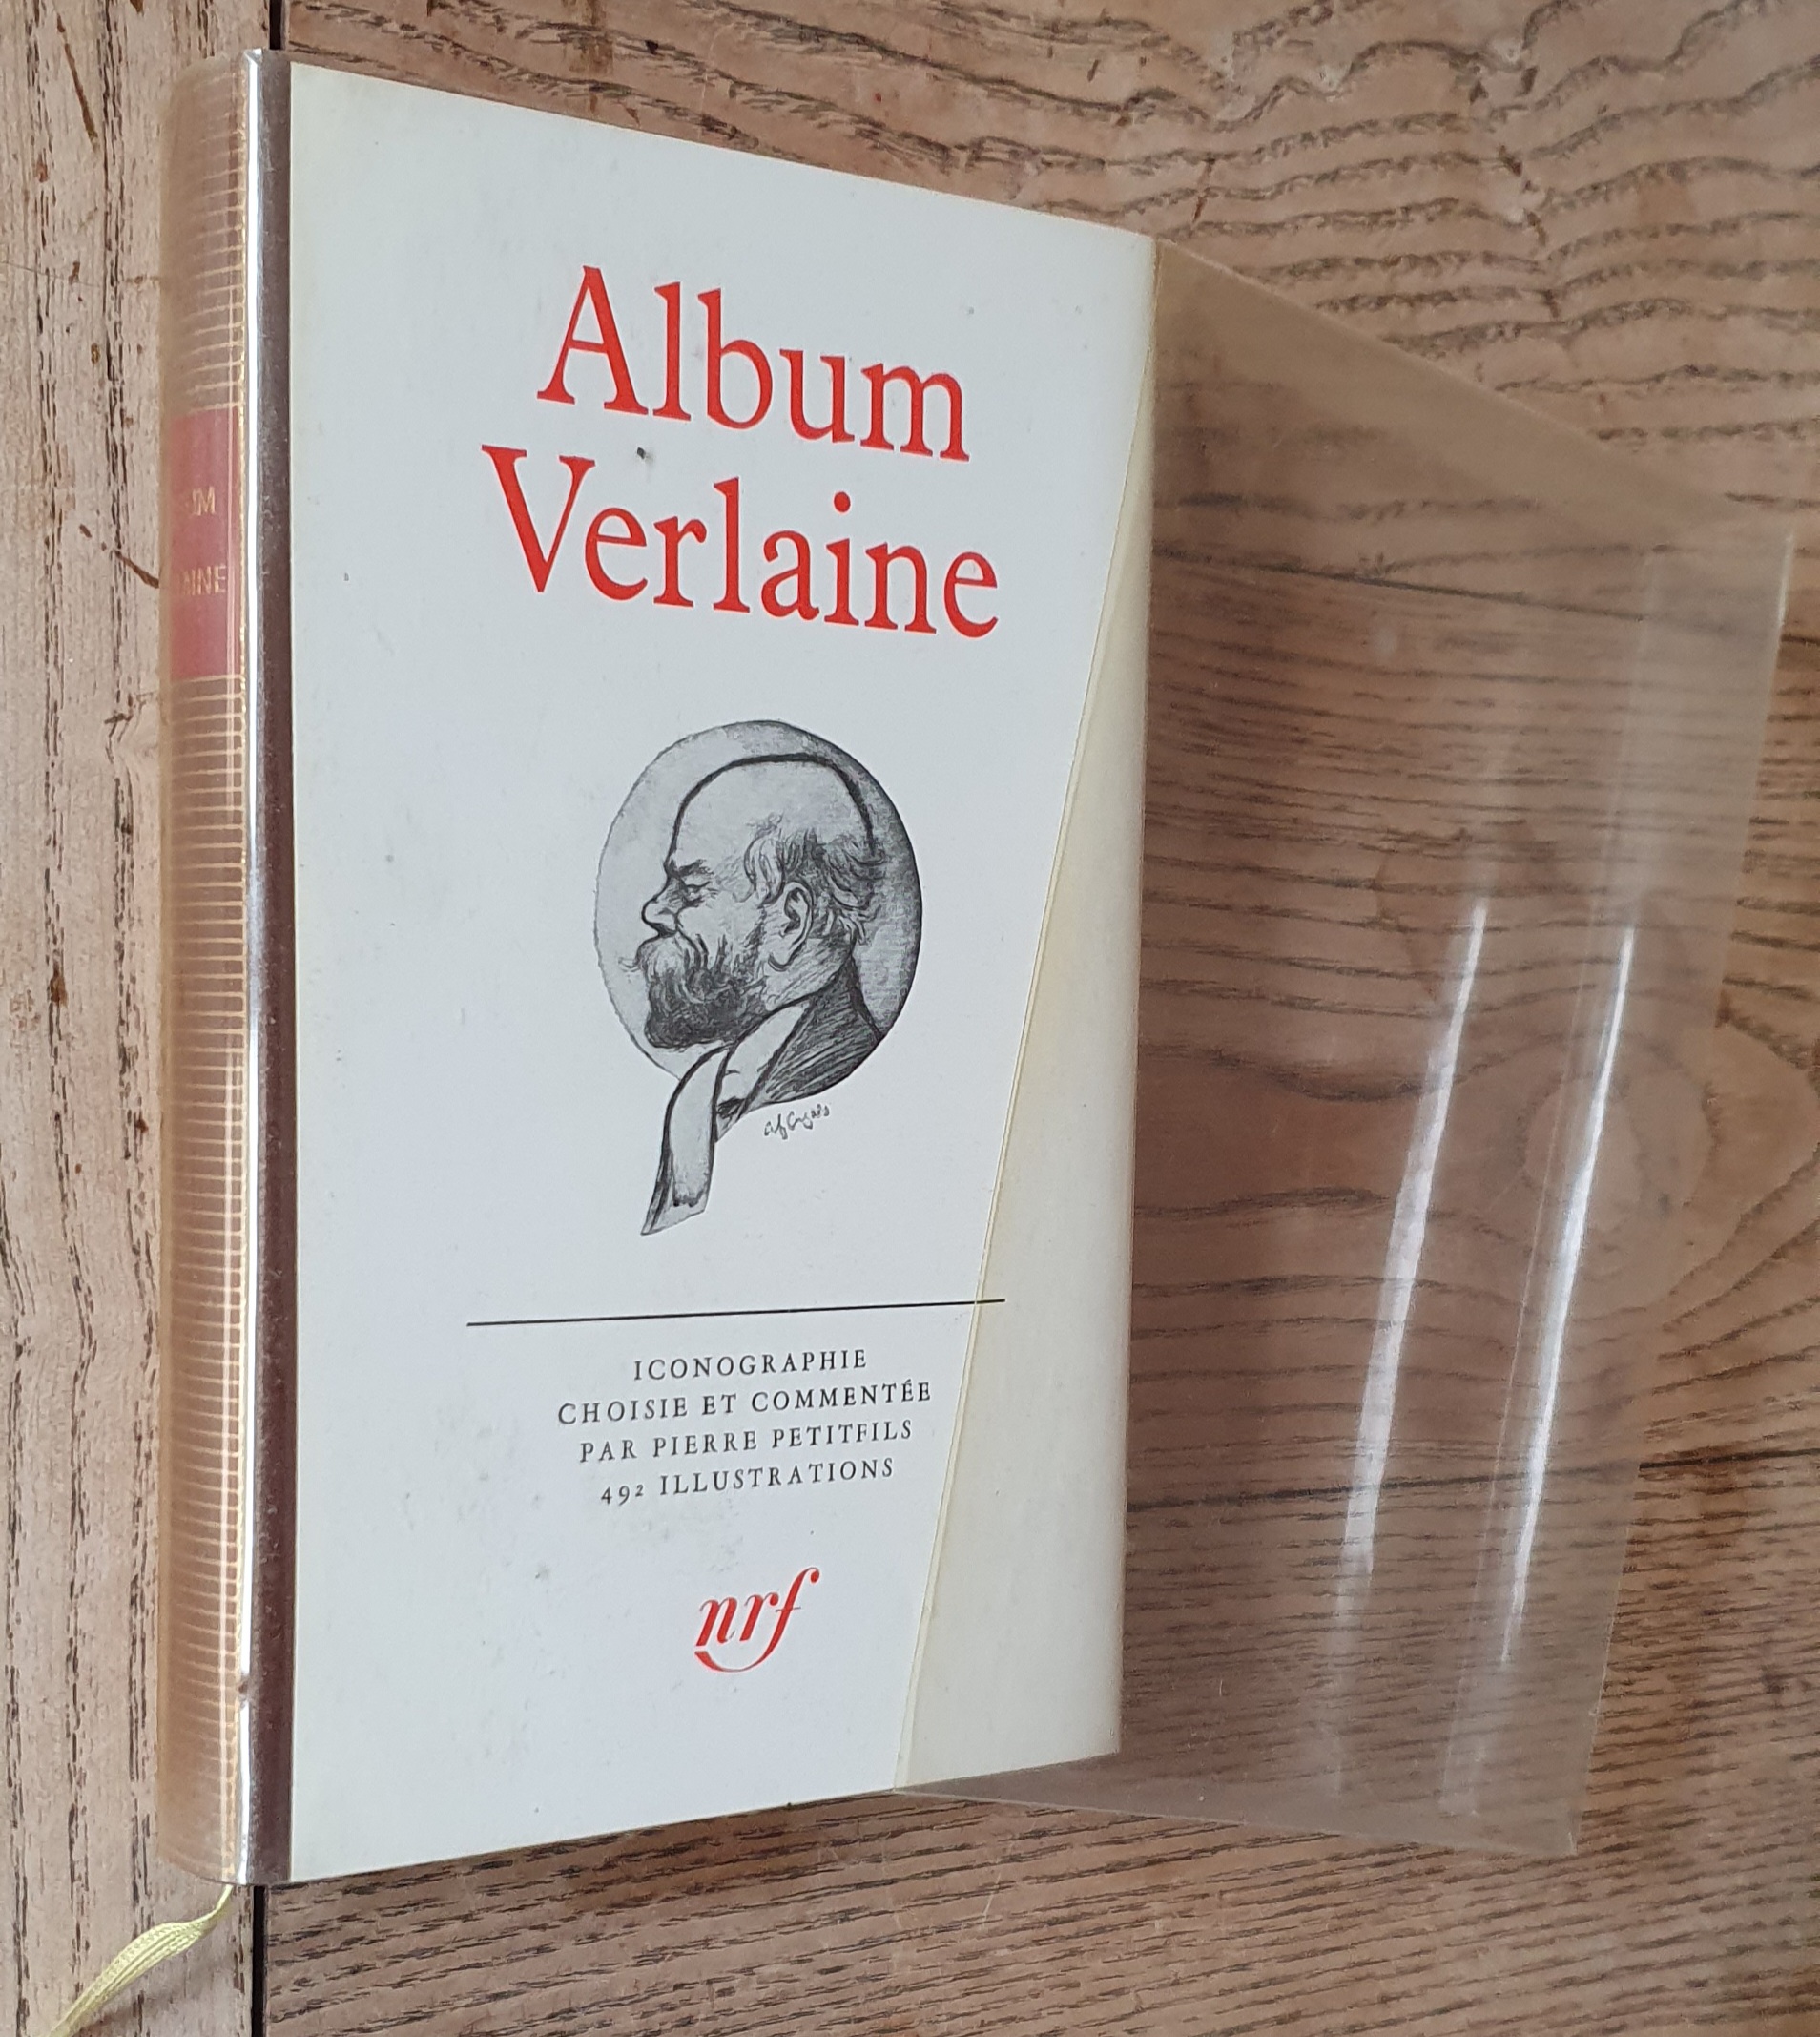 Album
Verlaine
ICONOGRAPHIE
CHOISIE ET COMMENTÉE
PAR PIERRE PETITFILS
492 ILLUSTRATIONS
nrf